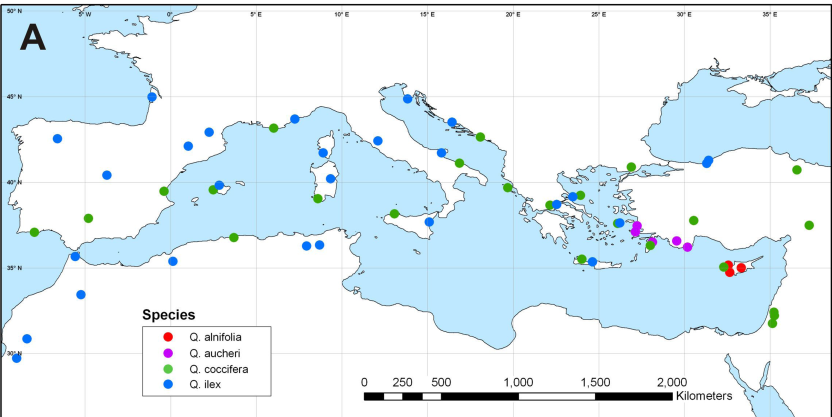 50° N 5° W 0° 5° E 10° E 15° E 20° E 25° E 30° E 35° E
A
45° N
40° N
35° N
30° N
Species
Q. alnifolia
Q. aucheri
Q. coccifera
Q. ilex
0 250 500 1,000 1,500 2,000
Kilometers